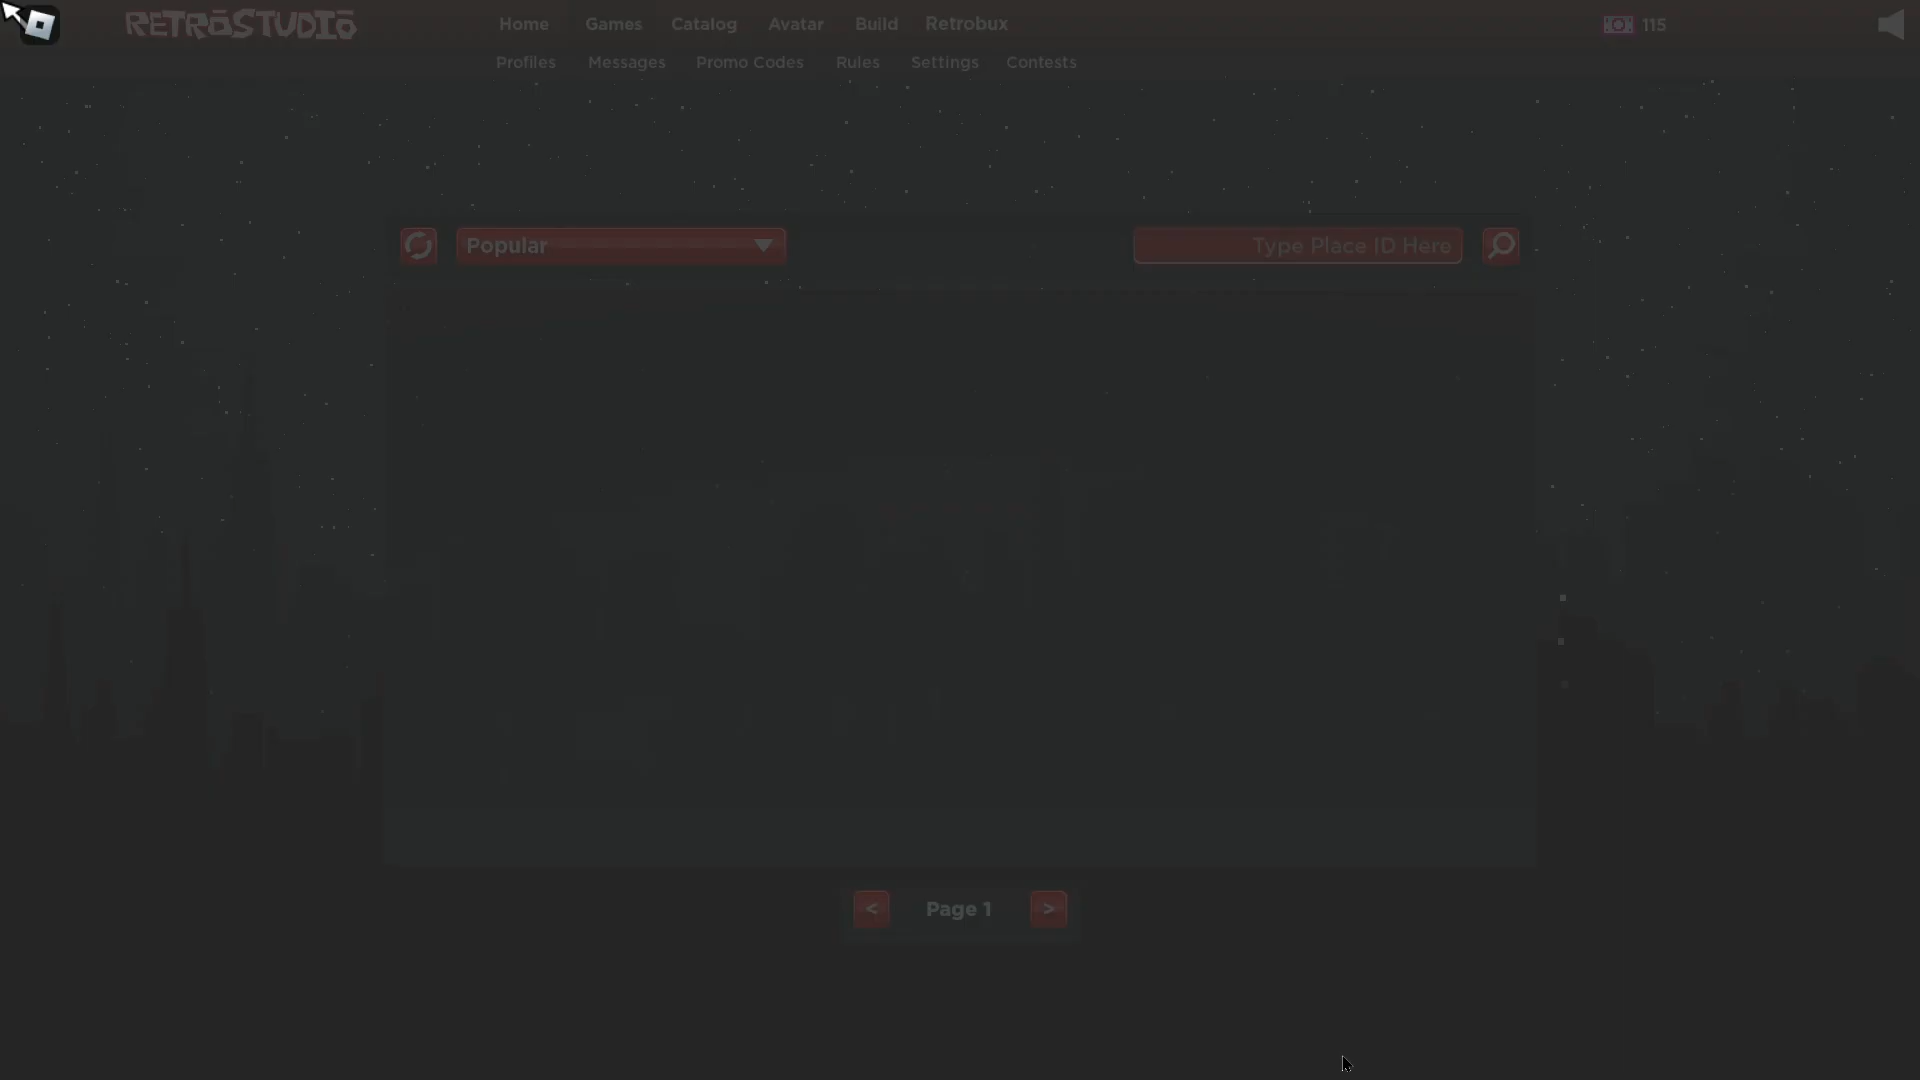 RETROSTUDIO
Home Games Catalog Avatar Build Retrobux 115
Profiles Messages Promo Codes Rules Settings Contests
Popular Type Place ID Here
< Page 1 >